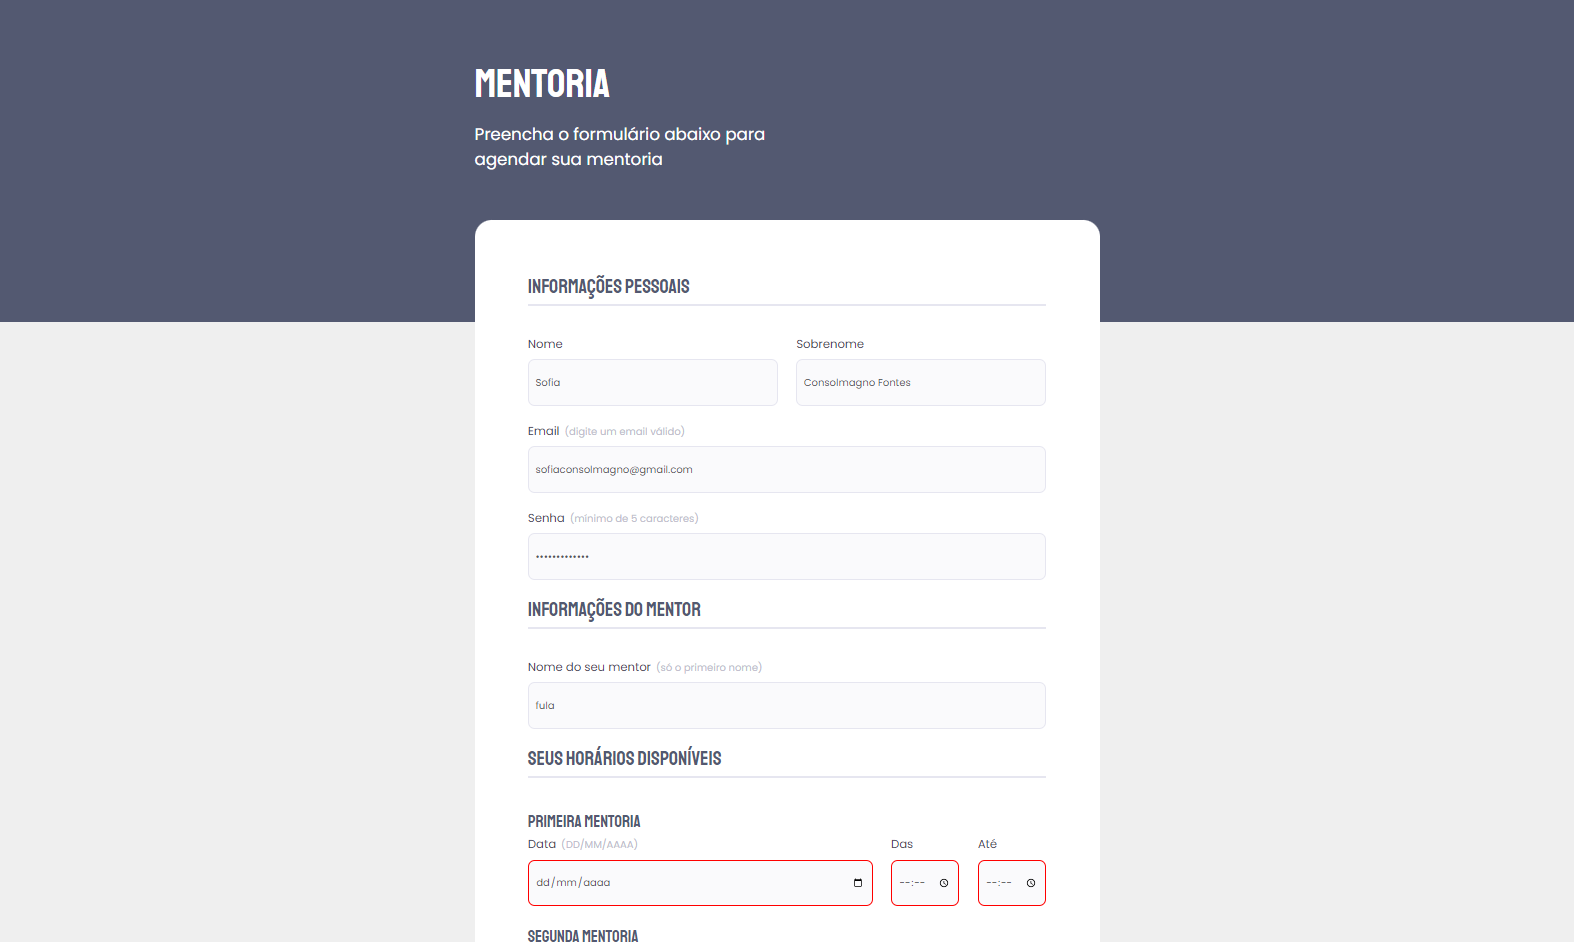 MENTORIA
Preencha o formulário abaixo para
agendar sua mentoria
INFORMAÇÕES PESSOAIS
Nome
Sobrenome
Sofia
Consolmagno Fontes
Email (digite um email válido)
sofiaconsolmagno@gmail.com
Senha (mínimo de 5 caracteres)
•••••••••••••
INFORMAÇÕES DO MENTOR
Nome do seu mentor (só o primeiro nome)
fula
SEUS HORÁRIOS DISPONÍVEIS
PRIMEIRA MENTORIA
Data (DD/MM/AAAA)
Das
Até
dd/mm/aaaa
--:--
--:--
SEGUNDA MENTORIA